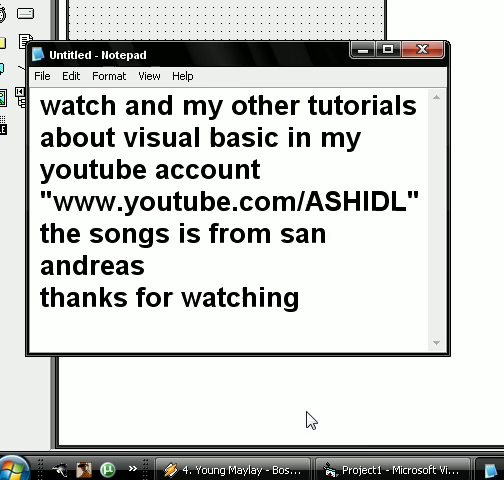 Untitled - Notepad
File Edit Format View Help
watch and my other tutorials
about visual basic in my
youtube account
"www.youtube.com/ASHIDL"
the songs is from san
andreas
thanks for watching
4. Young Maylay - Bos... Project1 - Microsoft Vi...